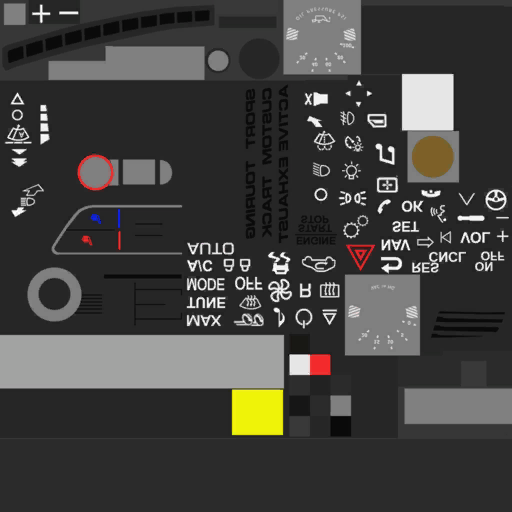 SPORT TOURING
CUSTOM TRACK
ACTIVE EXHAUST
START
STOP
ENGINE
OK
SET
NAV
VOL +
CNCL
OFF
RES
ON
AUTO
A/C
MODE OFF
R
TUNE
MAX